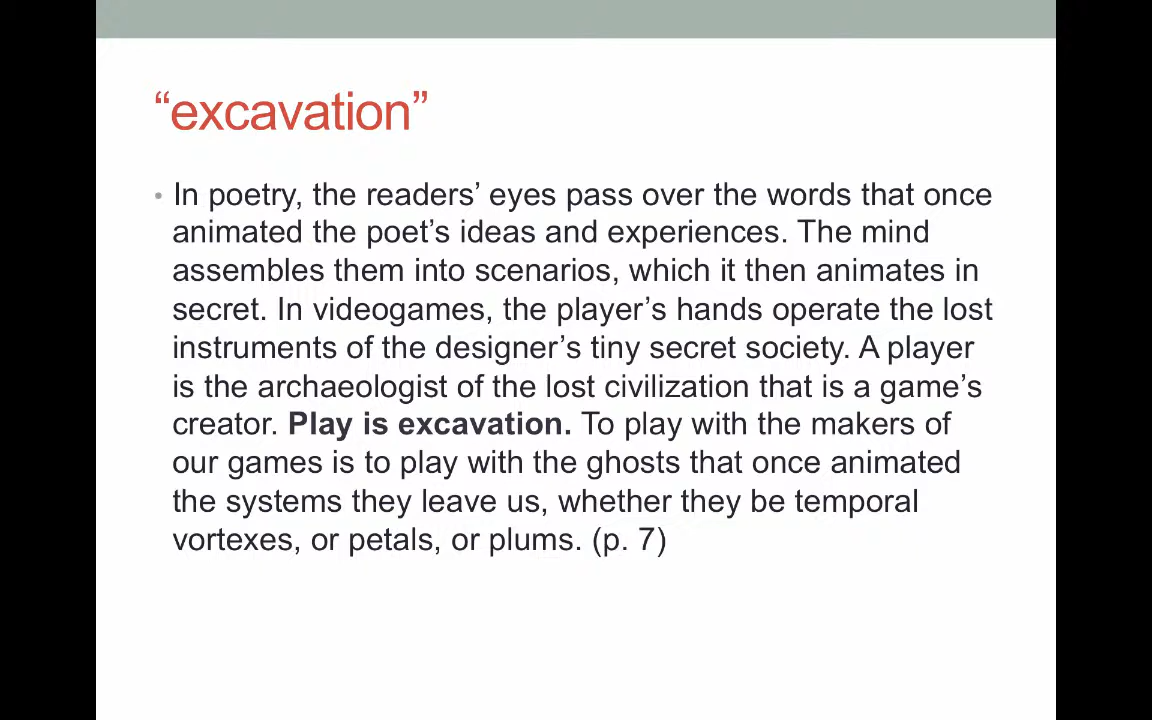 “excavation”
• In poetry, the readers’ eyes pass over the words that once
animated the poet’s ideas and experiences. The mind
assembles them into scenarios, which it then animates in
secret. In videogames, the player’s hands operate the lost
instruments of the designer’s tiny secret society. A player
is the archaeologist of the lost civilization that is a game’s
creator. Play is excavation. To play with the makers of
our games is to play with the ghosts that once animated
the systems they leave us, whether they be temporal
vortexes, or petals, or plums. (p. 7)